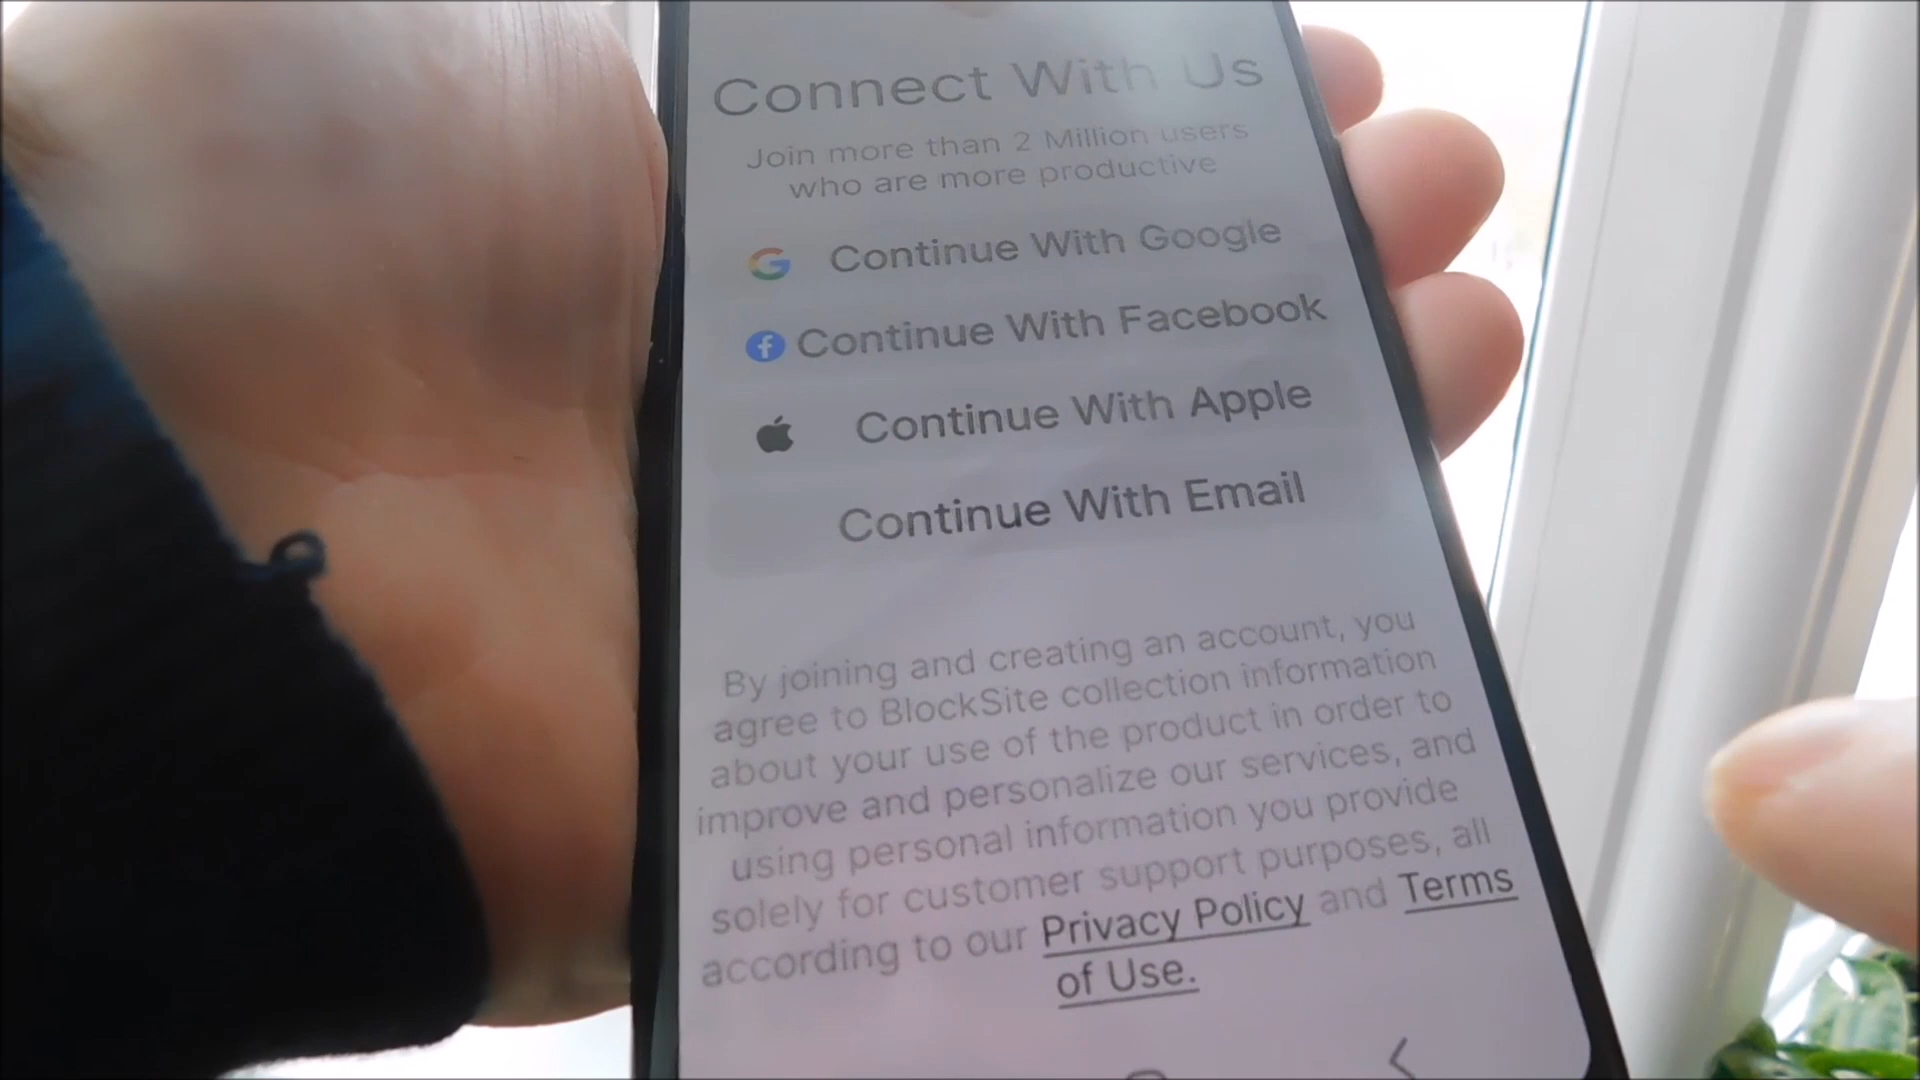 Connect With Us
Join more than 2 Million users
who are more productive
Continue With Google
Continue With Facebook
Continue With Apple
Continue With Email
By joining and creating an account, you
agree to BlockSite collection information
about your use of the product in order to
improve and personalize our services, and
using personal information you provide
solely for customer support purposes, all
according to our Privacy Policy and Terms
of Use.